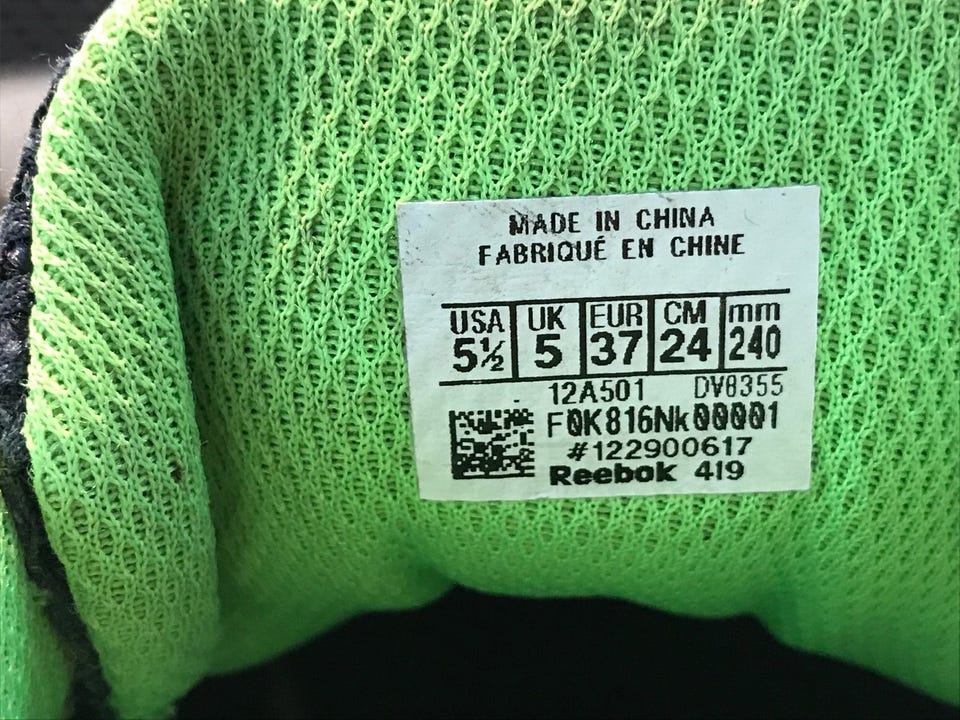 MADE IN CHINA
FABRIQUÉ EN CHINE
USA UK EUR CM mm
5½ 5 37 24 240
12A501 DV8355
F0K816Nk00001
#122900617
Reebok 419